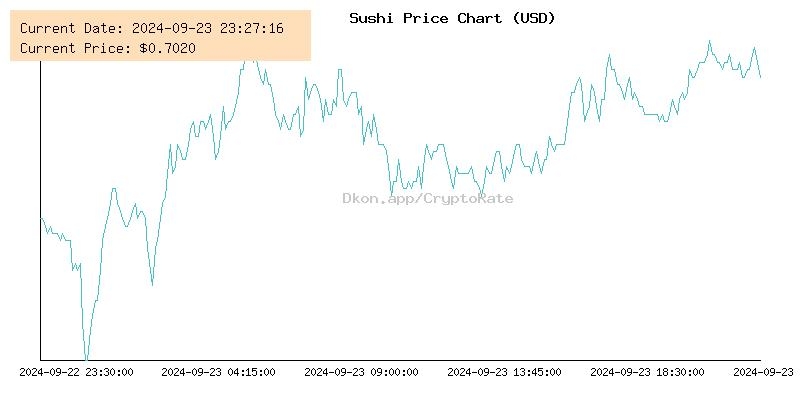 Sushi Price Chart (USD)
Current Date: 2024-09-23 23:27:16
Current Price: $0.7020
Dkon.app/CryptoRate
2024-09-22 23:30:00 2024-09-23 04:15:00 2024-09-23 09:00:00 2024-09-23 13:45:00 2024-09-23 18:30:00 2024-09-23